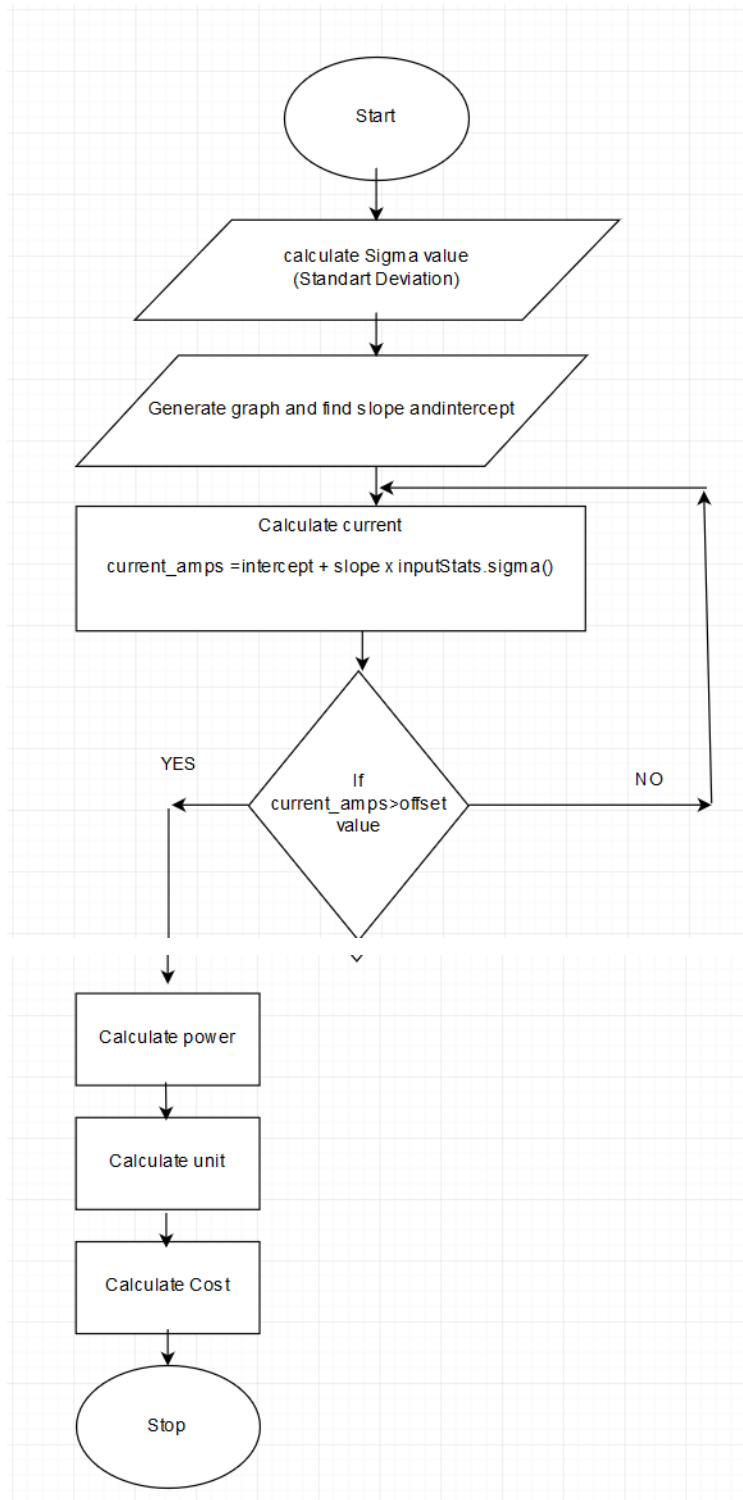 Start
calculate Sigma value
(Standart Deviation)
Generate graph and find slope andintercept
Calculate current
current_amps =intercept + slope x inputStats.sigma()
YES
If
current_amps>offset
value
NO
Calculate power
Calculate unit
Calculate Cost
Stop